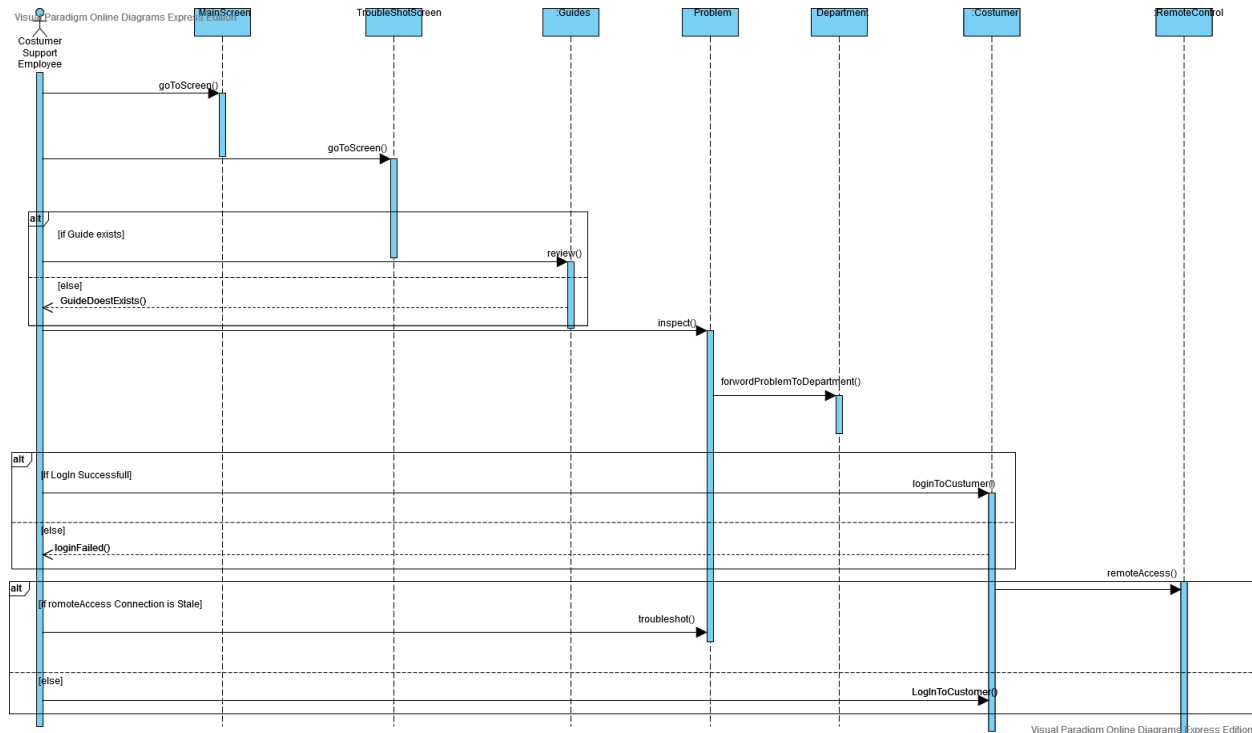 Visual Paradigm Online Diagrams Express Edition
MainScreen
TroubleShotScreen
:Guides
Problem
Department
:Costumer
:RemoteControl
Costumer
Support
Employee
goToScreen()
goToScreen()
alt
[if Guide exists]
review()
[else]
GuideDoestExists()
inspect()
forwordProblemToDepartment()
alt
[If LogIn Successfull]
loginToCustumer()
[else]
loginFailed()
remoteAccess()
alt
[if romoteAccess Connection is Stale]
troubleshot()
[else]
LogInToCustomer()
Visual Paradigm Online Diagrams Express Edition